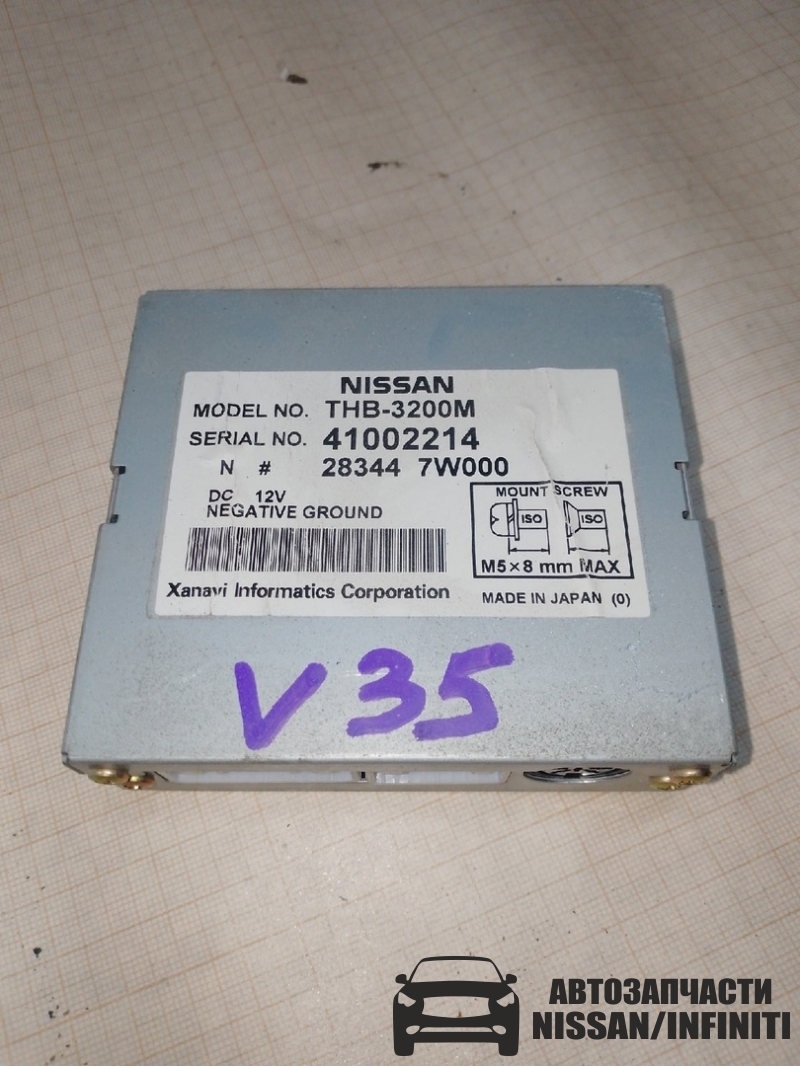 NISSAN
MODEL NO. THB-3200M
SERIAL NO. 41002214
N # 28344 7W000
DC 12V
NEGATIVE GROUND
MOUNT SCREW
ISO ISO
M5×8 mm MAX
Xanavi Informatics Corporation
MADE IN JAPAN (0)
V35
АВТОЗАПЧАСТИ
NISSAN/INFINITI